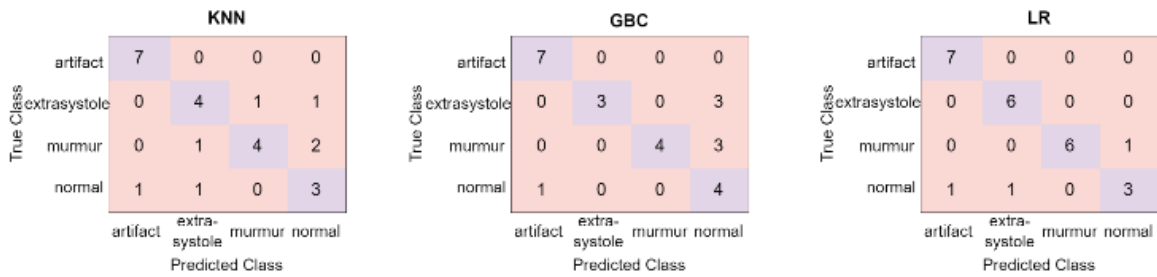 KNN
True Class
artifact 7 0 0 0
extrasystole 0 4 1 1
murmur 0 1 4 2
normal 1 1 0 3
artifact extra-systole murmur normal
Predicted Class
GBC
True Class
artifact 7 0 0 0
extrasystole 0 3 0 3
murmur 0 0 4 3
normal 1 0 0 4
artifact extra-systole murmur normal
Predicted Class
LR
True Class
artifact 7 0 0 0
extrasystole 0 6 0 0
murmur 0 0 6 1
normal 1 1 0 3
artifact extra-systole murmur normal
Predicted Class